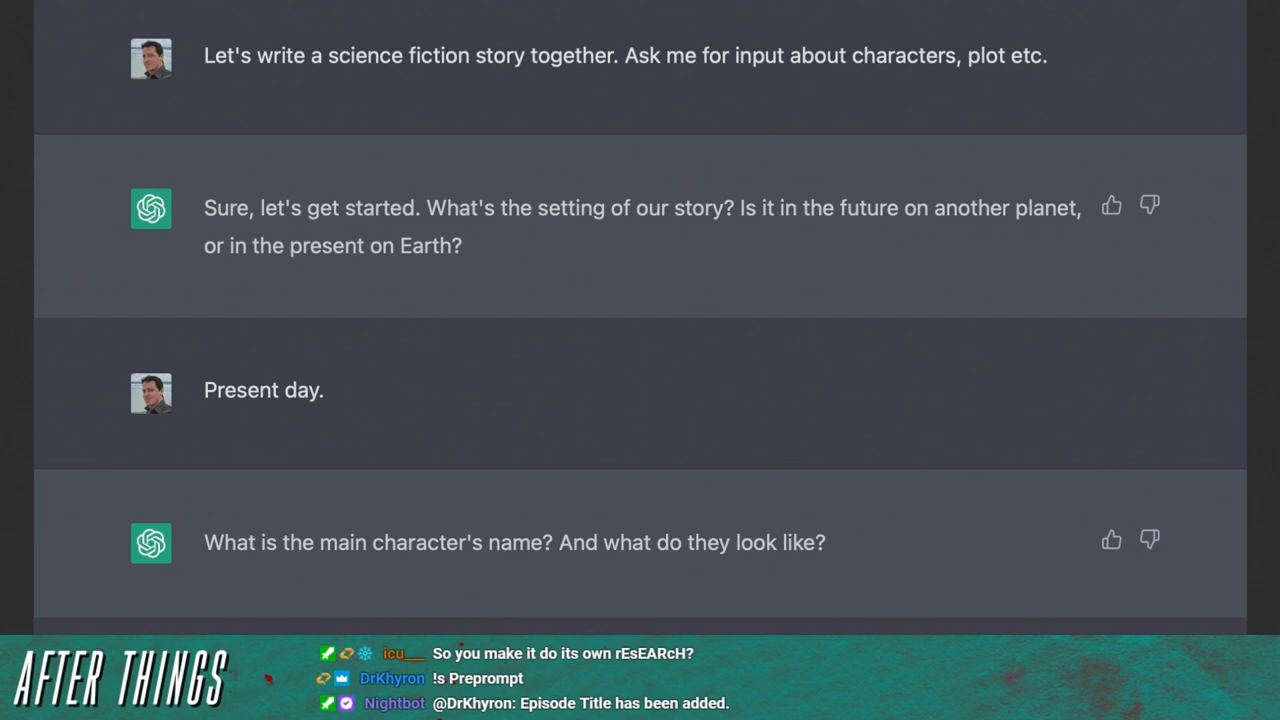 Let's write a science fiction story together. Ask me for input about characters, plot etc.
Sure, let's get started. What's the setting of our story? Is it in the future on another planet,
or in the present on Earth?
Present day.
What is the main character's name? And what do they look like?
AFTER THINGS
icu__ So you make it do its own rEsEARcH?
DrKhyron !s Preprompt
Nightbot @DrKhyron: Episode Title has been added.